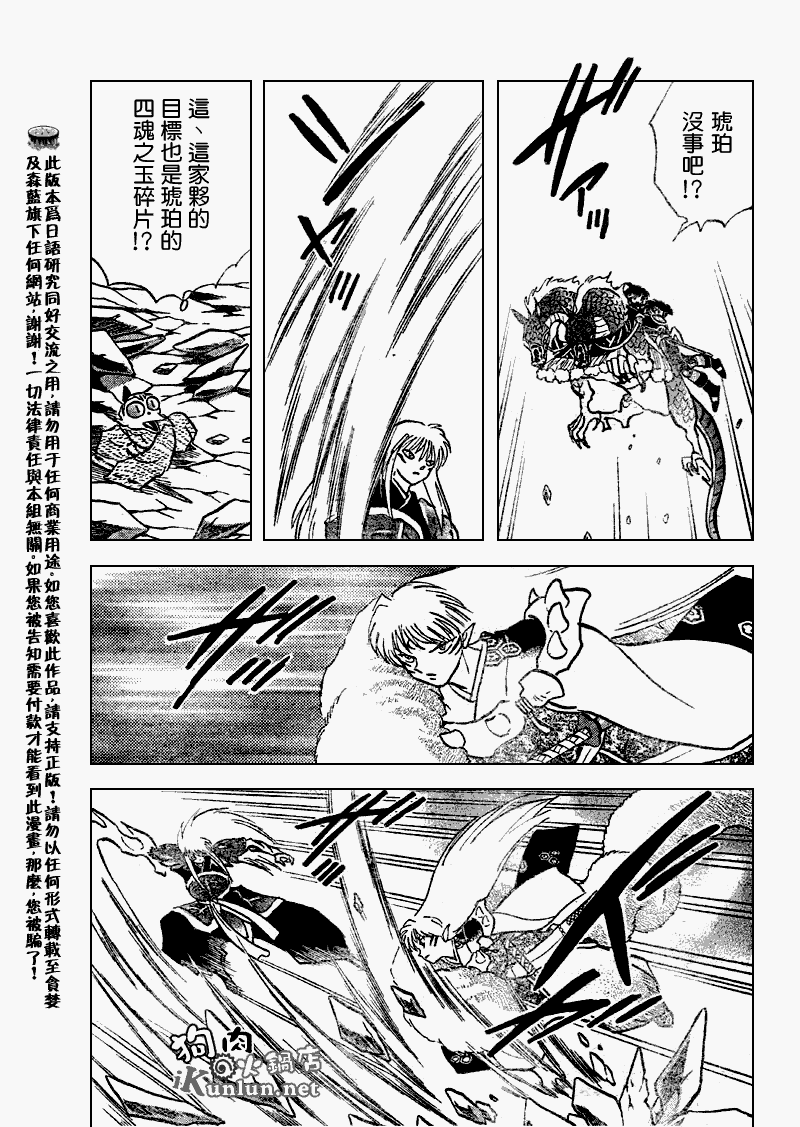 琥珀
沒事吧!?
這、這家夥的
目標也是琥珀的
四魂之玉碎片!?
此版本爲日語研究同好交流之用,請勿用于任何商業用途。如您喜歡此作品,請支持正版!請勿以任何形式轉載至貪婪
及森藍旗下任何網站,謝謝!一切法律責任與本組無關。如果您被告知需要付款才能看到此漫畫,那麼,您被騙了!
狗肉火鍋店
iKunlun.net